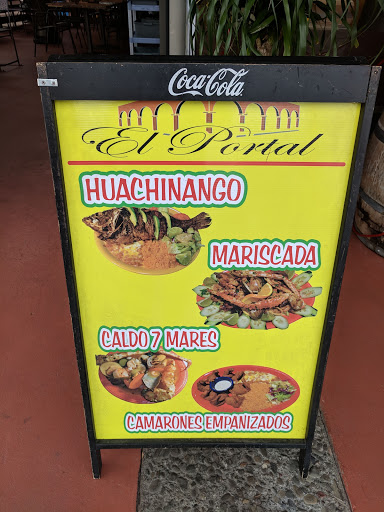 Coca-Cola
El Portal
HUACHINANGO
MARISCADA
CALDO 7 MARES
CAMARONES EMPANIZADOS